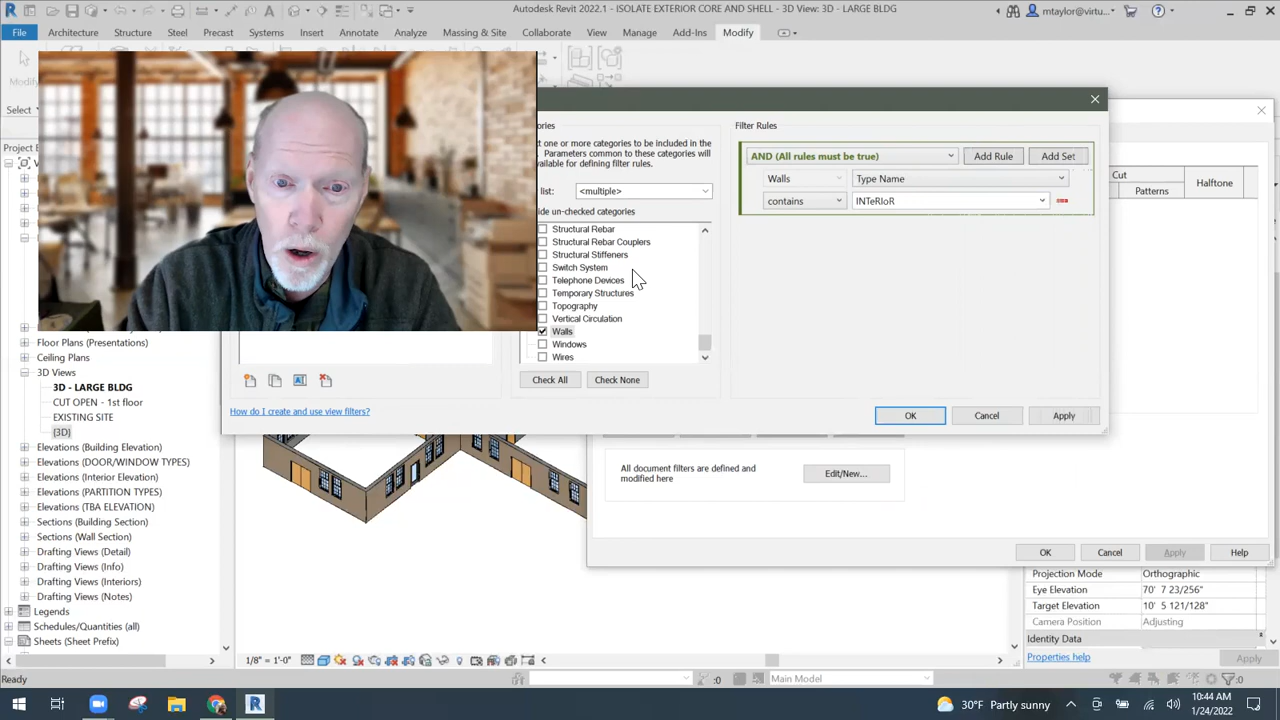 Autodesk Revit 2022.1 - ISOLATE EXTERIOR CORE AND SHELL - 3D View: 3D - LARGE BLDG
mtaylor@virtu...
File Architecture Structure Steel Precast Systems Insert Annotate Analyze Massing & Site Collaborate View Manage Add-Ins Modify
Modify
Select
Project B
ories
ct one or more categories to be included in the
Parameters common to these categories will
vailable for defining filter rules.
list: <multiple>
ide un-checked categories
Structural Rebar
Structural Rebar Couplers
Structural Stiffeners
Switch System
Telephone Devices
Temporary Structures
Topography
Vertical Circulation
Walls
Windows
Wires
Check All Check None
Filter Rules
AND (All rules must be true) Add Rule Add Set
Walls Type Name
contains INTeRIoR
OK Cancel Apply
How do I create and use view filters?
Cut
Patterns
Halftone
All document filters are defined and
modified here
Edit/New...
OK Cancel Apply Help
Floor Plans (Presentations)
Ceiling Plans
3D Views
3D - LARGE BLDG
CUT OPEN - 1st floor
EXISTING SITE
{3D}
Elevations (Building Elevation)
Elevations (DOOR/WINDOW TYPES)
Elevations (Interior Elevation)
Elevations (PARTITION TYPES)
Elevations (TBA ELEVATION)
Sections (Building Section)
Sections (Wall Section)
Drafting Views (Detail)
Drafting Views (Info)
Drafting Views (Interiors)
Drafting Views (Notes)
Legends
Schedules/Quantities (all)
Sheets (Sheet Prefix)
Projection Mode Orthographic
Eye Elevation 70' 7 23/256"
Target Elevation 10' 5 121/128"
Camera Position Adjusting
Identity Data
Properties help Apply
1/8" = 1'-0"
Ready
:0
Main Model
:0
30°F Partly sunny
10:44 AM
1/24/2022